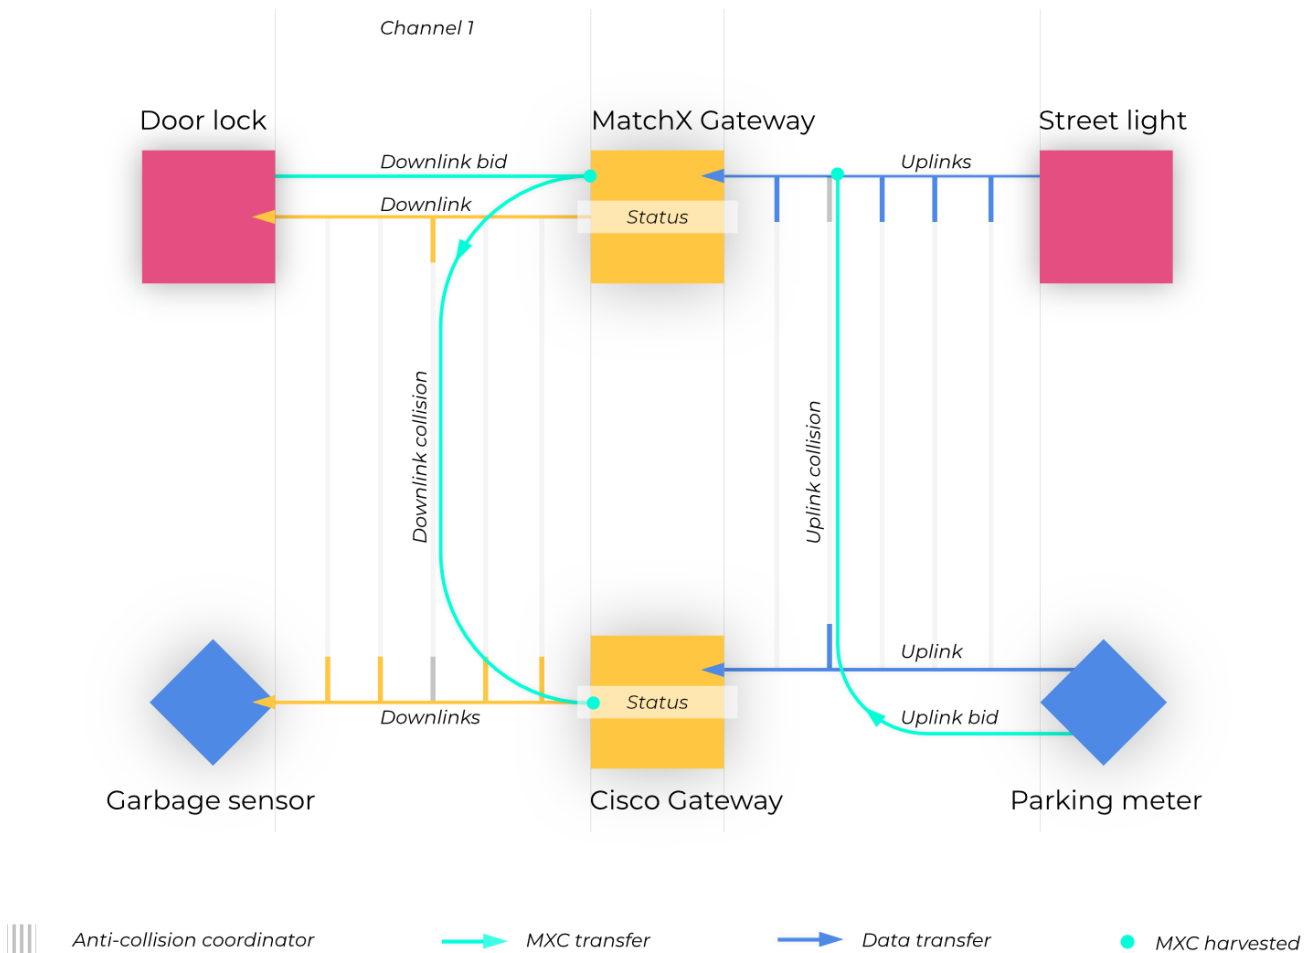 Channel 1
Door lock
MatchX Gateway
Street light
Downlink bid
Uplinks
Downlink
Status
Downlink collision
Uplink collision
Uplink
Status
Downlinks
Uplink bid
Garbage sensor
Cisco Gateway
Parking meter
Anti-collision coordinator
MXC transfer
Data transfer
MXC harvested